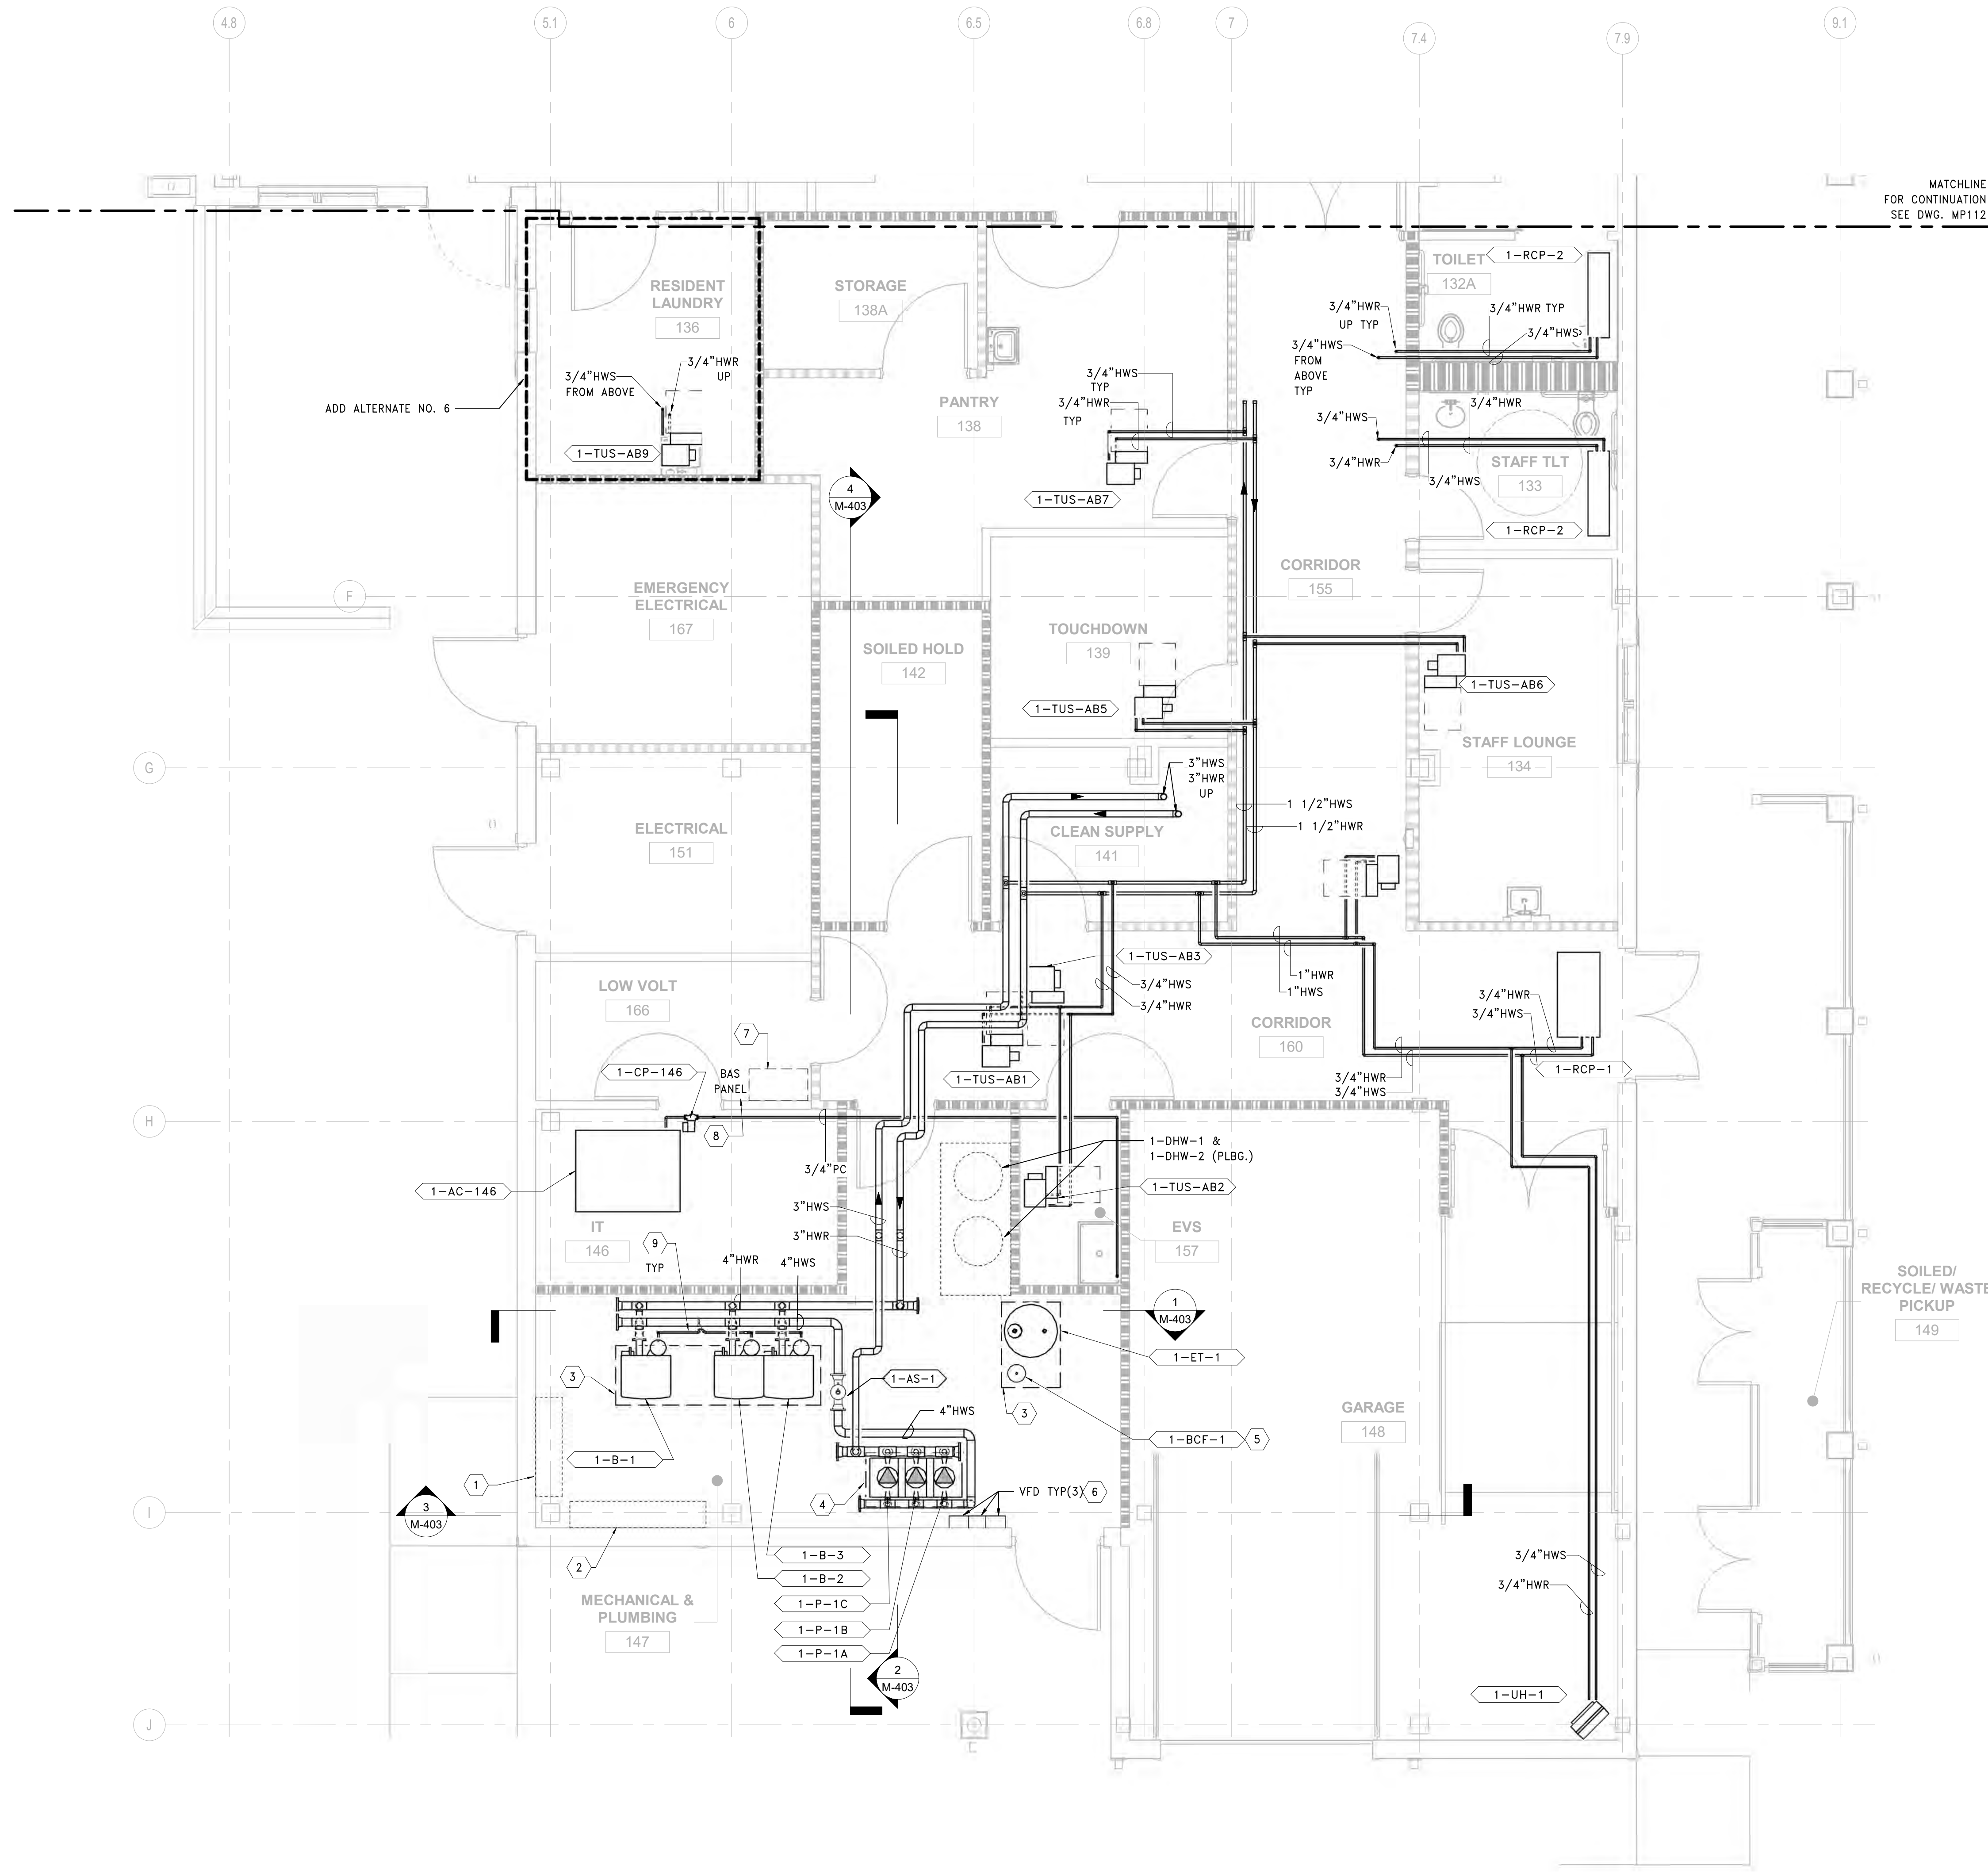 4.8
5.1
6
6.5
6.8
7
7.4
7.9
9.1
MATCHLINE
FOR CONTINUATION
SEE DWG. MP112
RESIDENT
LAUNDRY
136
STORAGE
138A
TOILET
132A
1-RCP-2
3/4"HWR
UP TYP
3/4"HWR TYP
3/4"HWS
3/4"HWS
FROM
ABOVE
TYP
3/4"HWR
UP
3/4"HWS
FROM ABOVE
ADD ALTERNATE NO. 6
1-TUS-AB9
PANTRY
138
3/4"HWS
TYP
3/4"HWR
TYP
3/4"HWS
3/4"HWR
3/4"HWR
3/4"HWS
STAFF TLT
133
1-RCP-2
4
M-403
1-TUS-AB7
CORRIDOR
155
F
EMERGENCY
ELECTRICAL
167
SOILED HOLD
142
TOUCHDOWN
139
1-TUS-AB5
1-TUS-AB6
STAFF LOUNGE
134
G
3"HWS
3"HWR
UP
1 1/2"HWS
1 1/2"HWR
ELECTRICAL
151
CLEAN SUPPLY
141
1-TUS-AB3
3/4"HWS
3/4"HWR
1"HWR
1"HWS
LOW VOLT
166
3/4"HWR
3/4"HWS
CORRIDOR
160
7
1-CP-146
BAS
PANEL
1-TUS-AB1
3/4"HWR
3/4"HWS
1-RCP-1
H
8
3/4"PC
1-DHW-1 &
1-DHW-2 (PLBG.)
1-AC-146
1-TUS-AB2
3"HWS
3"HWR
IT
146
9
TYP
4"HWR
4"HWS
EVS
157
SOILED/
RECYCLE/ WASTE
PICKUP
149
1
M-403
1-ET-1
3
1-AS-1
3
4"HWS
GARAGE
148
1-BCF-1
5
1-B-1
1
VFD TYP(3)
6
4
3
M-403
I
2
1-B-3
1-B-2
1-P-1C
1-P-1B
1-P-1A
3/4"HWS
3/4"HWR
MECHANICAL &
PLUMBING
147
2
M-403
1-UH-1
J